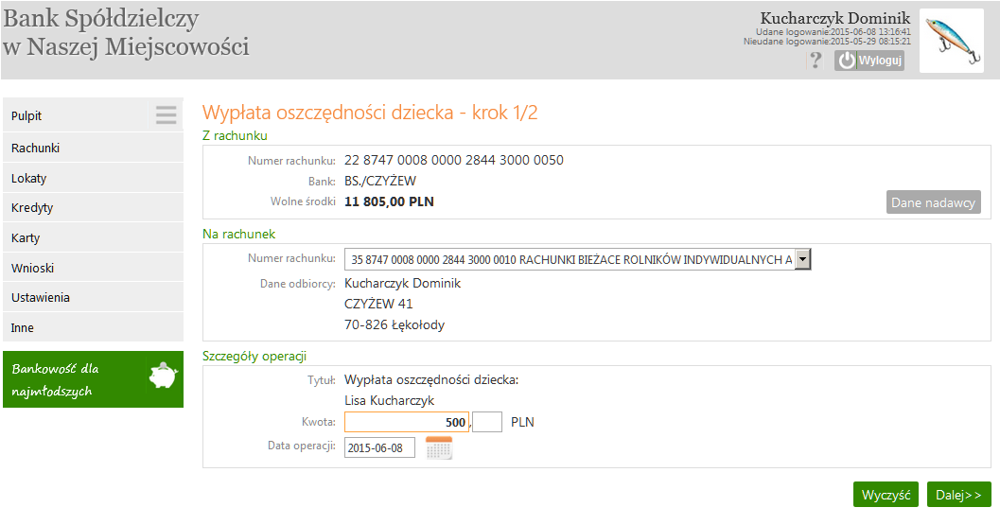 Bank Spółdzielczy
w Naszej Miejscowości
Kucharczyk Dominik
Udane logowanie:2015-06-08 13:16:41
Nieudane logowanie:2015-05-29 08:15:21
? Wyloguj
Pulpit
Rachunki
Lokaty
Kredyty
Karty
Wnioski
Ustawienia
Inne
Bankowość dla
najmłodszych
Wypłata oszczędności dziecka - krok 1/2
Z rachunku
Numer rachunku: 22 8747 0008 0000 2844 3000 0050
Bank: BS./CZYŻEW
Wolne środki 11 805,00 PLN
Dane nadawcy
Na rachunek
Numer rachunku: 35 8747 0008 0000 2844 3000 0010 RACHUNKI BIEŻACE ROLNIKÓW INDYWIDUALNYCH A
Dane odbiorcy: Kucharczyk Dominik
CZYŻEW 41
70-826 Łękołody
Szczegóły operacji
Tytuł: Wypłata oszczędności dziecka:
Lisa Kucharczyk
Kwota: 500 , PLN
Data operacji: 2015-06-08
Wyczyść Dalej>>